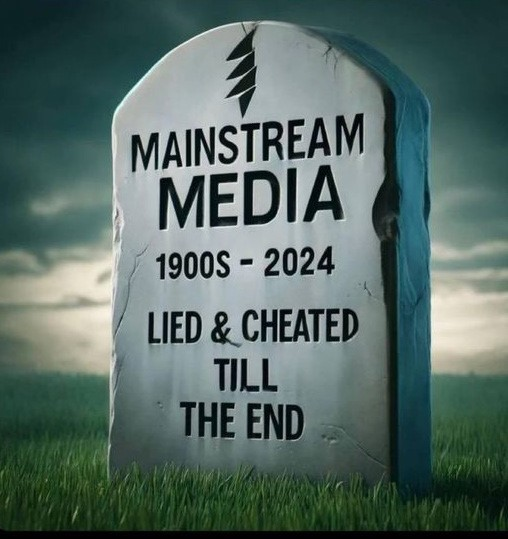 MAINSTREAM
MEDIA
1900S - 2024
LIED & CHEATED
TILL
THE END